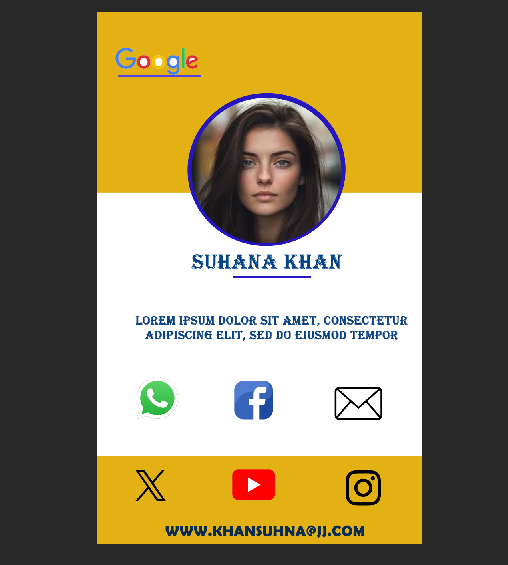 Google
SUHANA KHAN
LOREM IPSUM DOLOR SIT AMET, CONSECTETUR
ADIPISCING ELIT, SED DO EIUSMOD TEMPOR
WWW.KHANSUHNA@JJ.COM